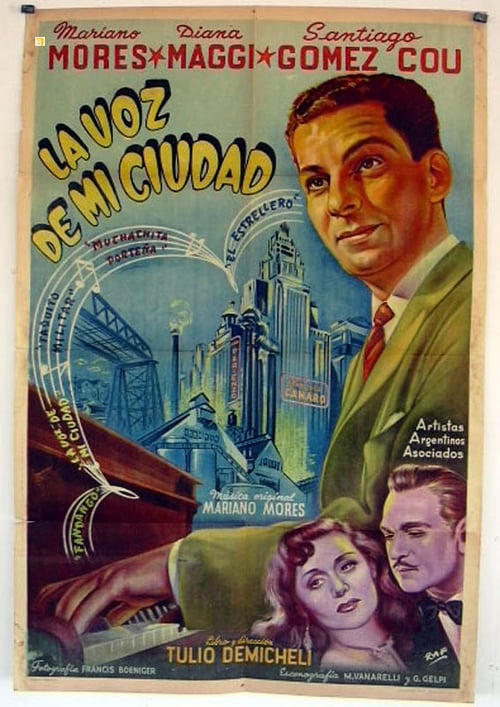 Mariano Diana Santiago
MORES★MAGGI★GOMEZ COU
LA VOZ
DE MI CIUDAD
"EL ESTRELLERO"
"MUCHACHITA
PORTEÑA"
"TAQUITO
MILITAR"
"LA VOZ DE
MI CIUDAD"
"FANDANGO"
CANARO
Artistas
Argentinos
Asociados
Música original
MARIANO MORES
Libro y dirección
TULIO DEMICHELI
Fotografía FRANCIS BOENIGER
Escenografía M. VANARELLI y G. GELPI
RAF